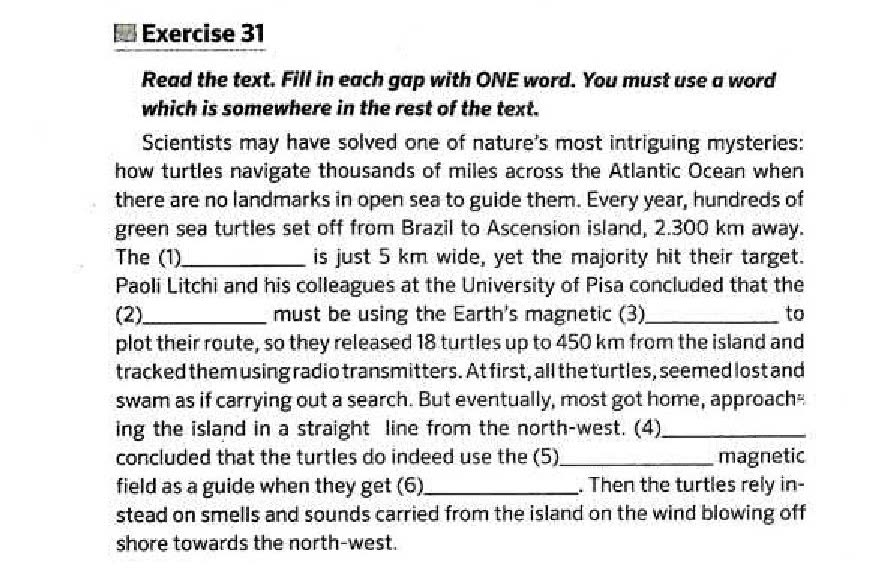 Exercise 31
Read the text. Fill in each gap with ONE word. You must use a word
which is somewhere in the rest of the text.
Scientists may have solved one of nature's most intriguing mysteries:
how turtles navigate thousands of miles across the Atlantic Ocean when
there are no landmarks in open sea to guide them. Every year, hundreds of
green sea turtles set off from Brazil to Ascension island, 2.300 km away.
The (1)____________ is just 5 km wide, yet the majority hit their target.
Paoli Litchi and his colleagues at the University of Pisa concluded that the
(2)____________ must be using the Earth's magnetic (3)____________ to
plot their route, so they released 18 turtles up to 450 km from the island and
tracked them using radio transmitters. At first, all the turtles, seemed lost and
swam as if carrying out a search. But eventually, most got home, approach-
ing the island in a straight line from the north-west. (4)____________
concluded that the turtles do indeed use the (5)____________ magnetic
field as a guide when they get (6)____________. Then the turtles rely in-
stead on smells and sounds carried from the island on the wind blowing off
shore towards the north-west.